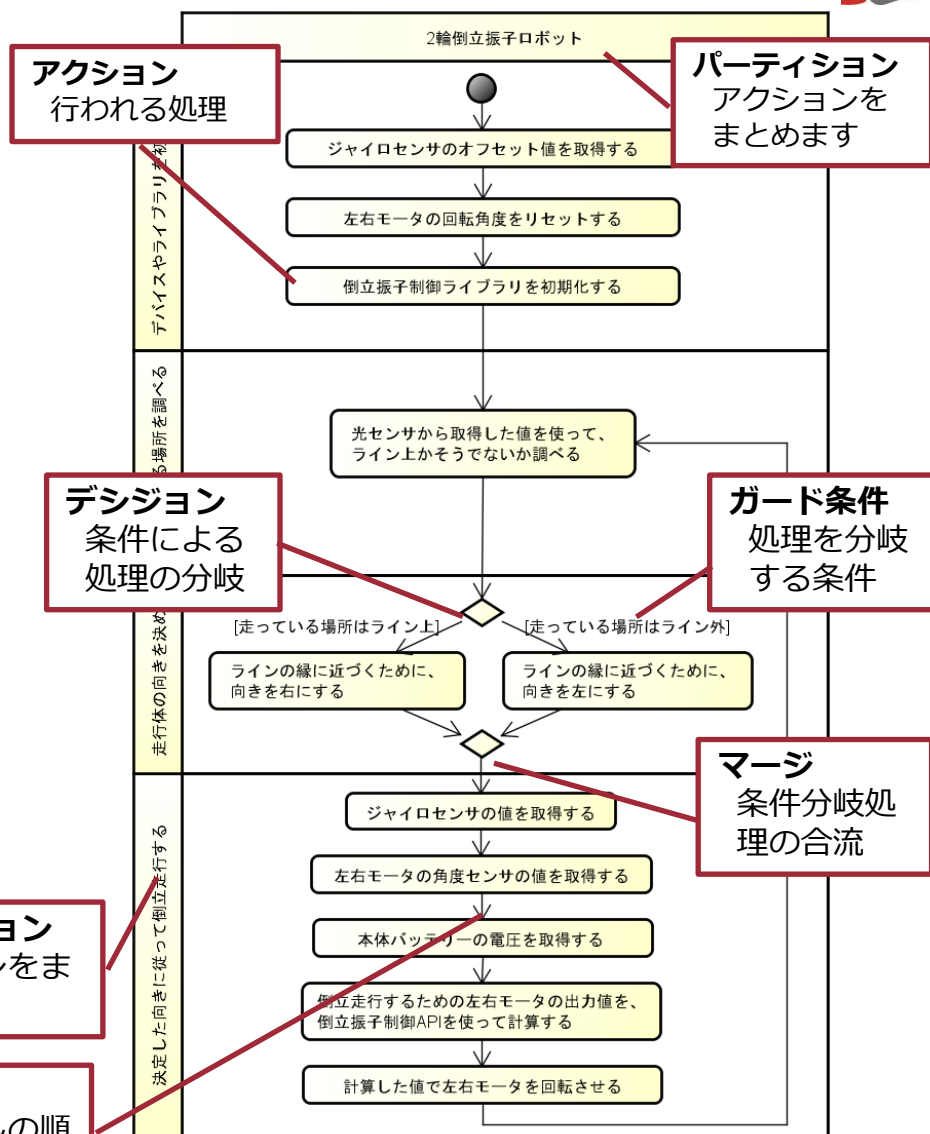 2輪倒立振子ロボット
アクション
行われる処理
パーティション
アクションを
まとめます
ジャイロセンサのオフセット値を取得する
左右モータの回転角度をリセットする
倒立振子制御ライブラリを初期化する
デバイスやライブラリを初
光センサから取得した値を使って、
ライン上かそうでないか調べる
る場所を調べる
デシジョン
条件による
処理の分岐
ガード条件
処理を分岐
する条件
[走っている場所はライン上]
[走っている場所はライン外]
ラインの縁に近づくために、
向きを右にする
ラインの縁に近づくために、
向きを左にする
走行体の向きを決め
マージ
条件分岐処
理の合流
ジャイロセンサの値を取得する
左右モータの角度センサの値を取得する
本体バッテリーの電圧を取得する
倒立走行するための左右モータの出力値を、
倒立振子制御APIを使って計算する
計算した値で左右モータを回転させる
決定した向きに従って倒立走行する
ョン
をま
の順